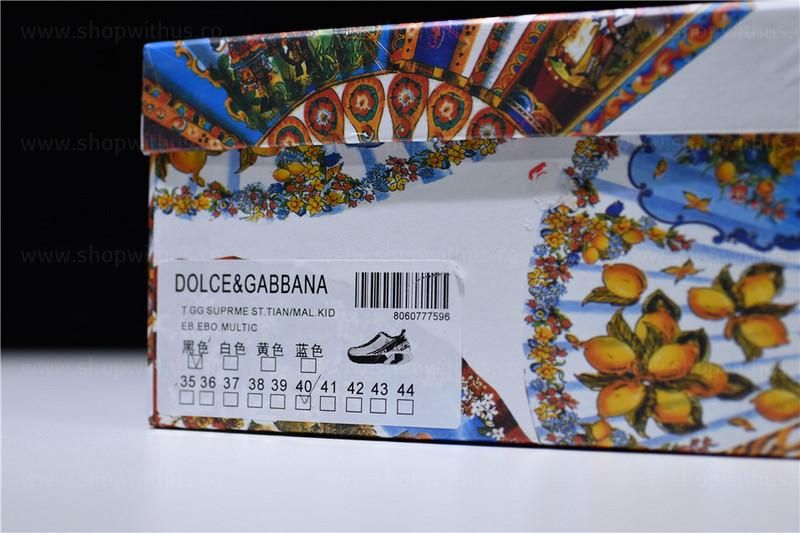 DOLCE&GABBANA
8060777596
T.GG SUPRME ST.TIAN/MAL.KID
EB.EBO.MULTIC
黑色 白色 黄色 蓝色
35 36 37 38 39 40 41 42 43 44
www.shopwithus.co